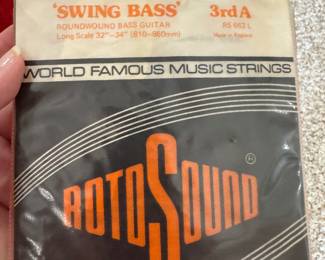 'SWING BASS' 3rd A
ROUNDWOUND BASS GUITAR RS 663 L
Long Scale 32"-34" (810-860mm) Made in England
WORLD FAMOUS MUSIC STRINGS
ROTOSOUND
®